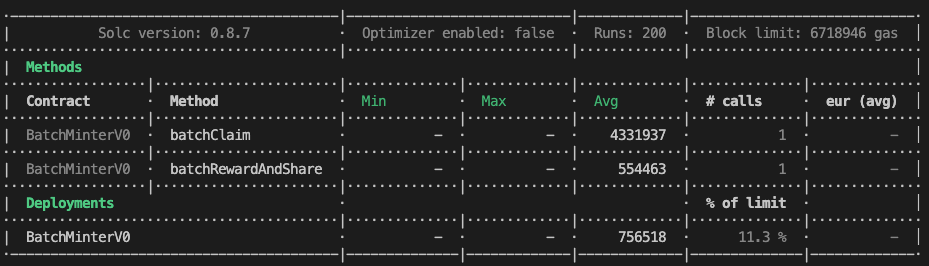 Solc version: 0.8.7 · Optimizer enabled: false · Runs: 200 · Block limit: 6718946 gas
Methods
Contract · Method · Min · Max · Avg · # calls · eur (avg)
BatchMinterV0 · batchClaim · - · - · 4331937 · 1 · -
BatchMinterV0 · batchRewardAndShare · - · - · 554463 · 1 · -
Deployments · · % of limit ·
BatchMinterV0 · - · - · 756518 · 11.3 % · -